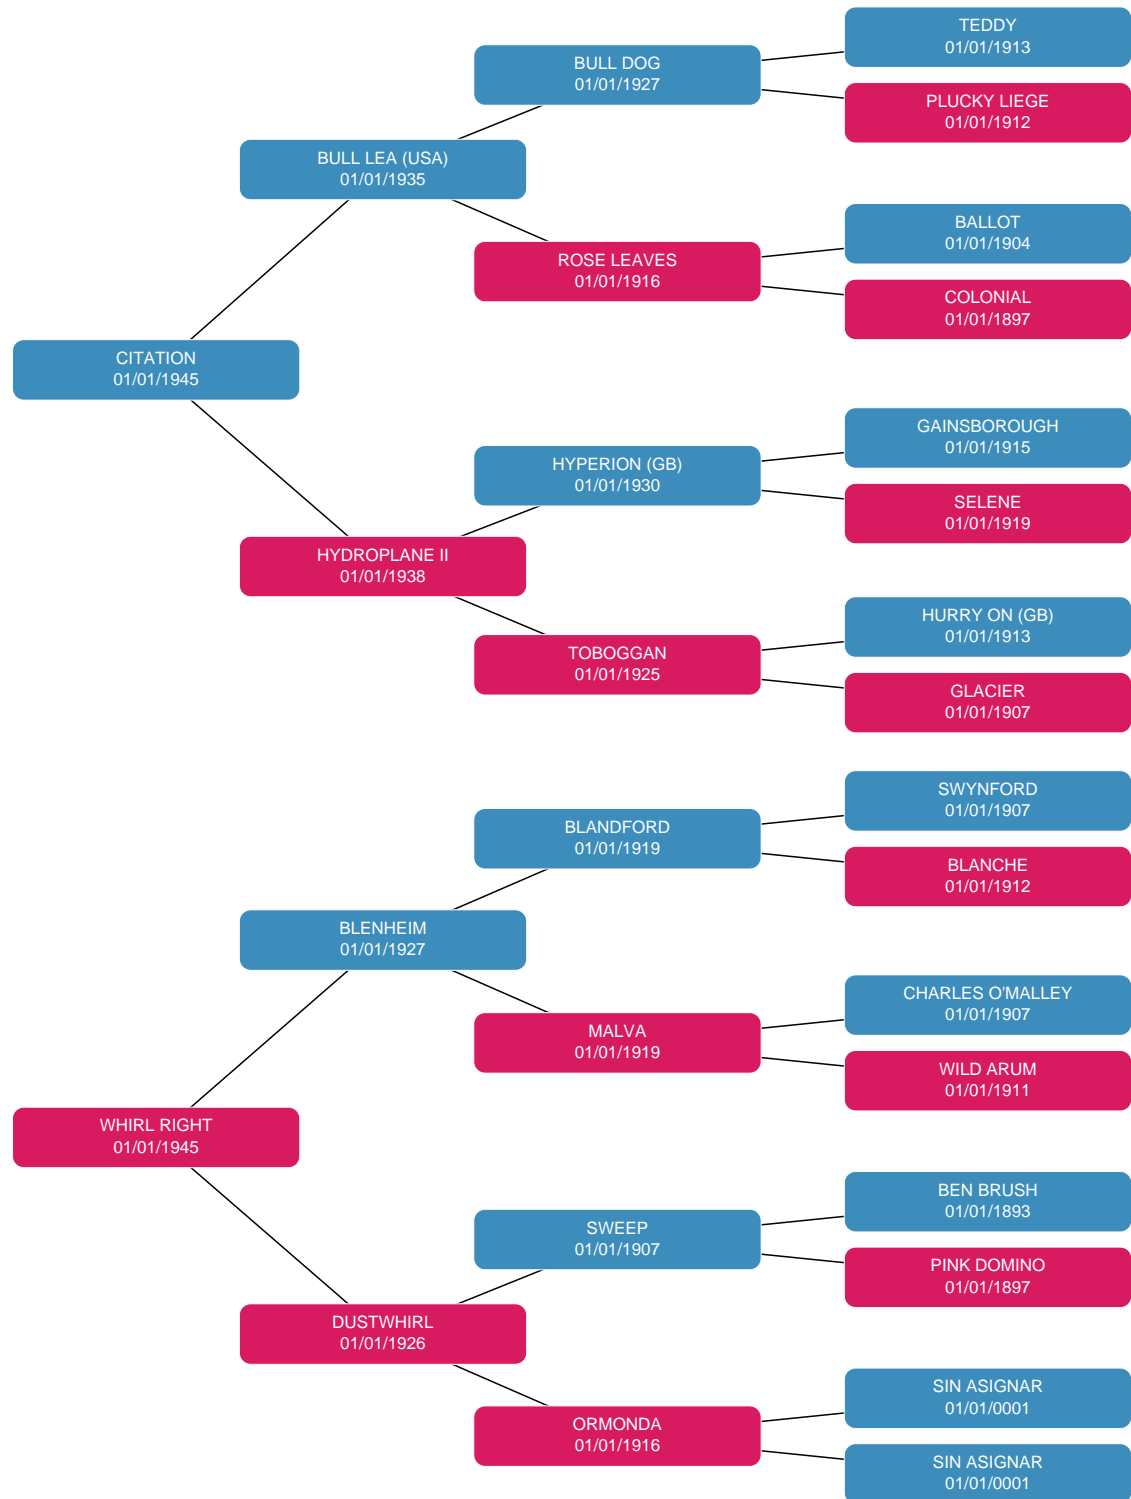 TEDDY
01/01/1913
BULL DOG
01/01/1927
PLUCKY LIEGE
01/01/1912
BULL LEA (USA)
01/01/1935
BALLOT
01/01/1904
ROSE LEAVES
01/01/1916
COLONIAL
01/01/1897
CITATION
01/01/1945
GAINSBOROUGH
01/01/1915
HYPERION (GB)
01/01/1930
SELENE
01/01/1919
HYDROPLANE II
01/01/1938
HURRY ON (GB)
01/01/1913
TOBOGGAN
01/01/1925
GLACIER
01/01/1907
SWYNFORD
01/01/1907
BLANDFORD
01/01/1919
BLANCHE
01/01/1912
BLENHEIM
01/01/1927
CHARLES O'MALLEY
01/01/1907
MALVA
01/01/1919
WILD ARUM
01/01/1911
WHIRL RIGHT
01/01/1945
BEN BRUSH
01/01/1893
SWEEP
01/01/1907
PINK DOMINO
01/01/1897
DUSTWHIRL
01/01/1926
SIN ASIGNAR
01/01/0001
ORMONDA
01/01/1916
SIN ASIGNAR
01/01/0001